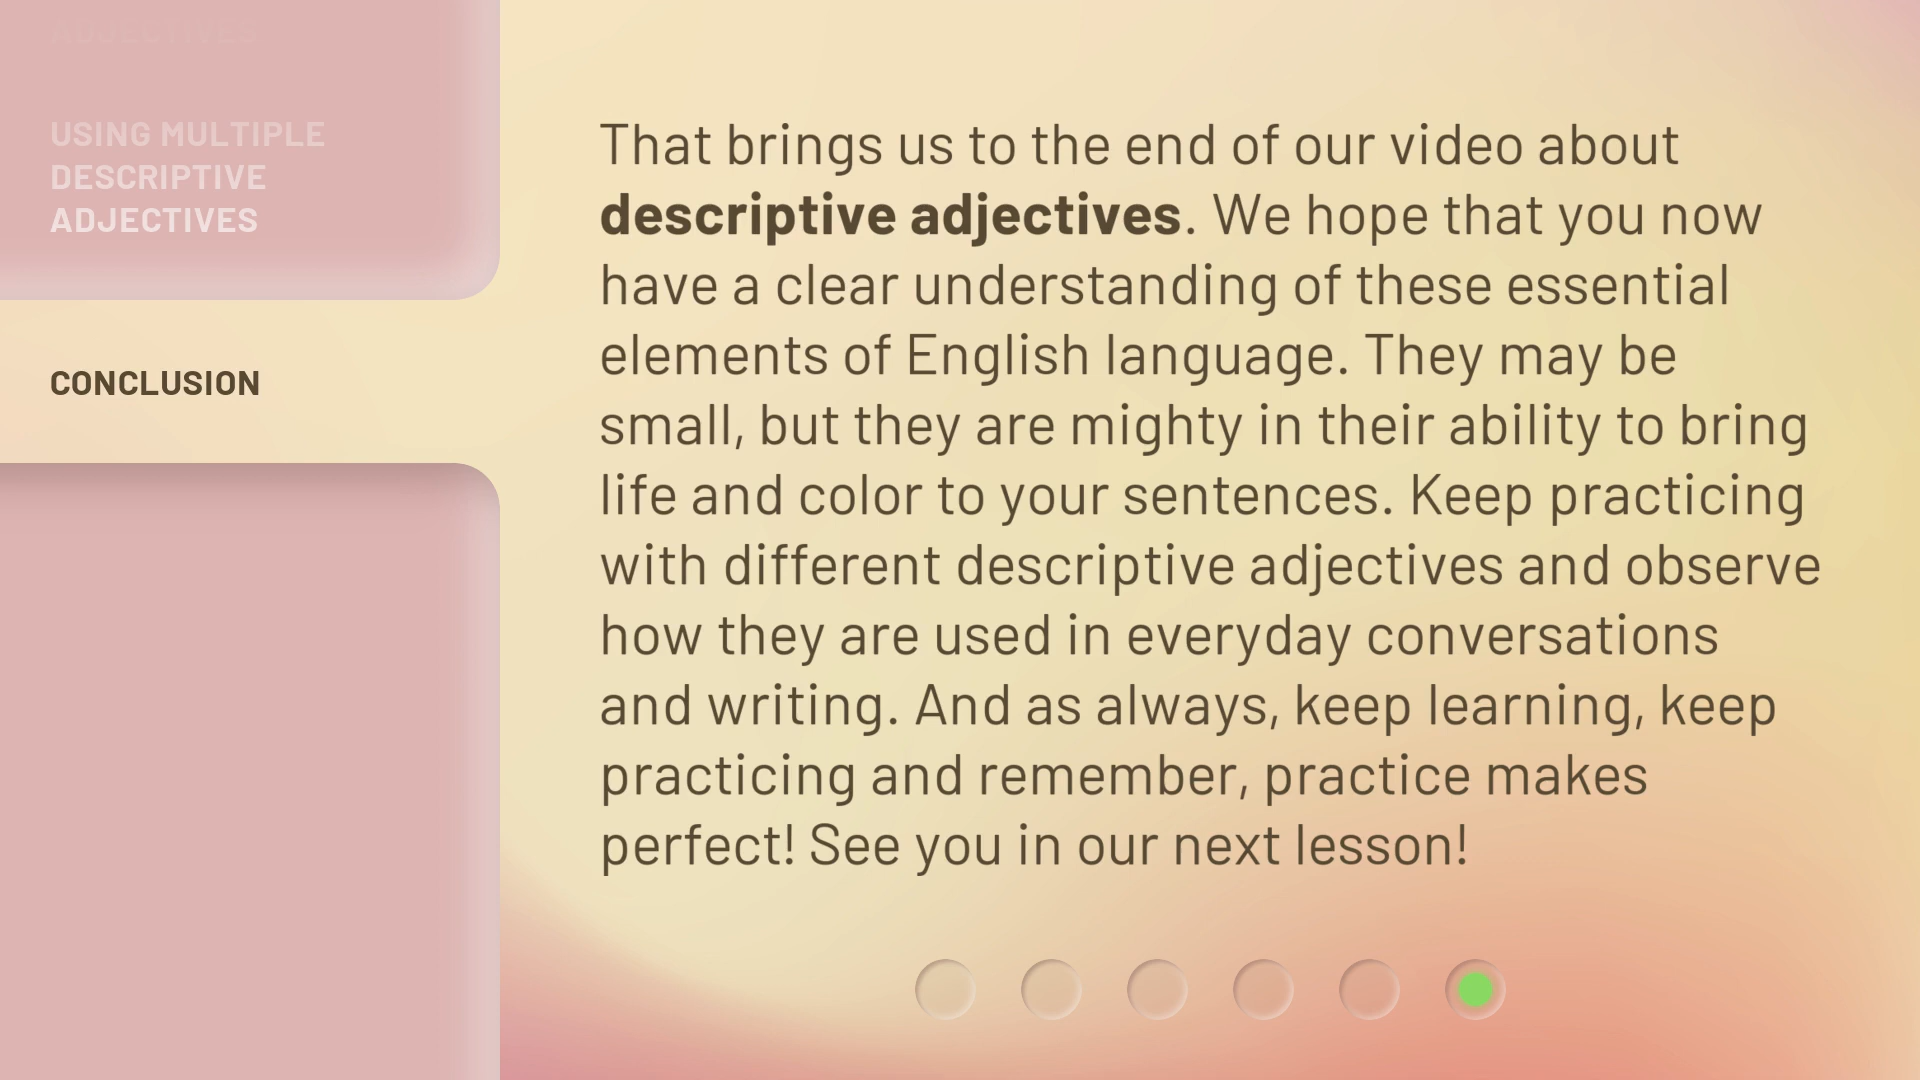 ADJECTIVES
USING MULTIPLE
DESCRIPTIVE
ADJECTIVES
CONCLUSION
That brings us to the end of our video about
descriptive adjectives. We hope that you now
have a clear understanding of these essential
elements of English language. They may be
small, but they are mighty in their ability to bring
life and color to your sentences. Keep practicing
with different descriptive adjectives and observe
how they are used in everyday conversations
and writing. And as always, keep learning, keep
practicing and remember, practice makes
perfect! See you in our next lesson!